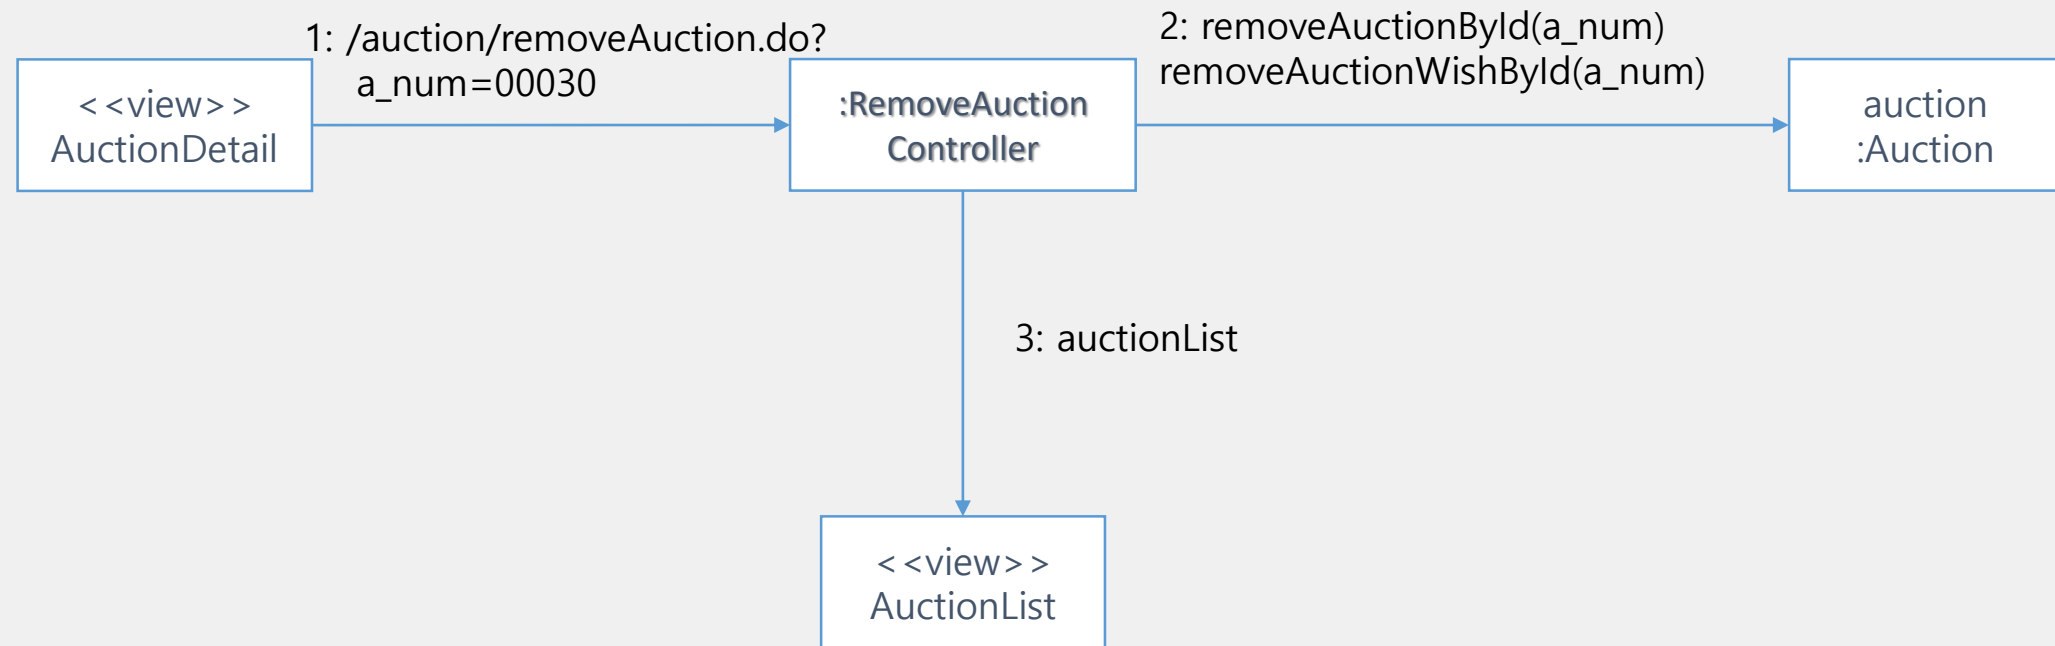 1: /auction/removeAuction.do?
a_num=00030
2: removeAuctionById(a_num)
removeAuctionWishById(a_num)
<<view>>
AuctionDetail
:RemoveAuction
Controller
auction
:Auction
3: auctionList
<<view>>
AuctionList